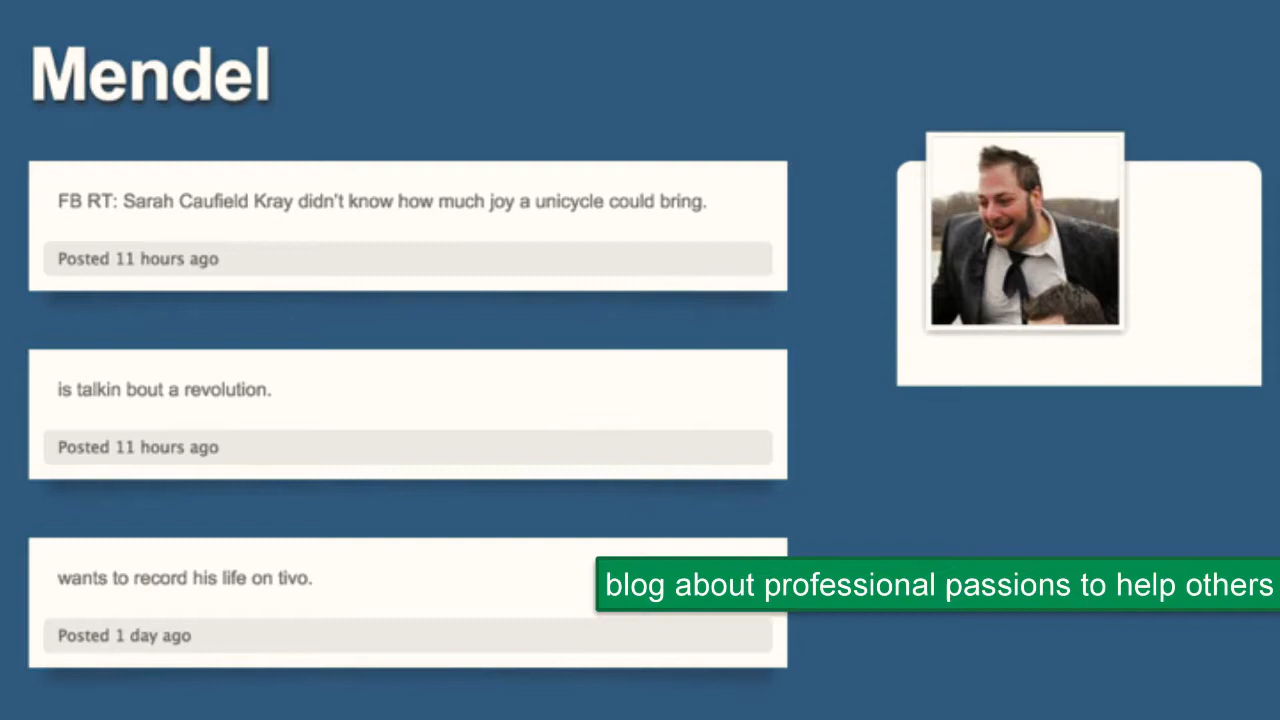 Mendel
FB RT: Sarah Caufield Kray didn't know how much joy a unicycle could bring.
Posted 11 hours ago
is talkin bout a revolution.
Posted 11 hours ago
wants to record his life on tivo.
Posted 1 day ago
blog about professional passions to help others